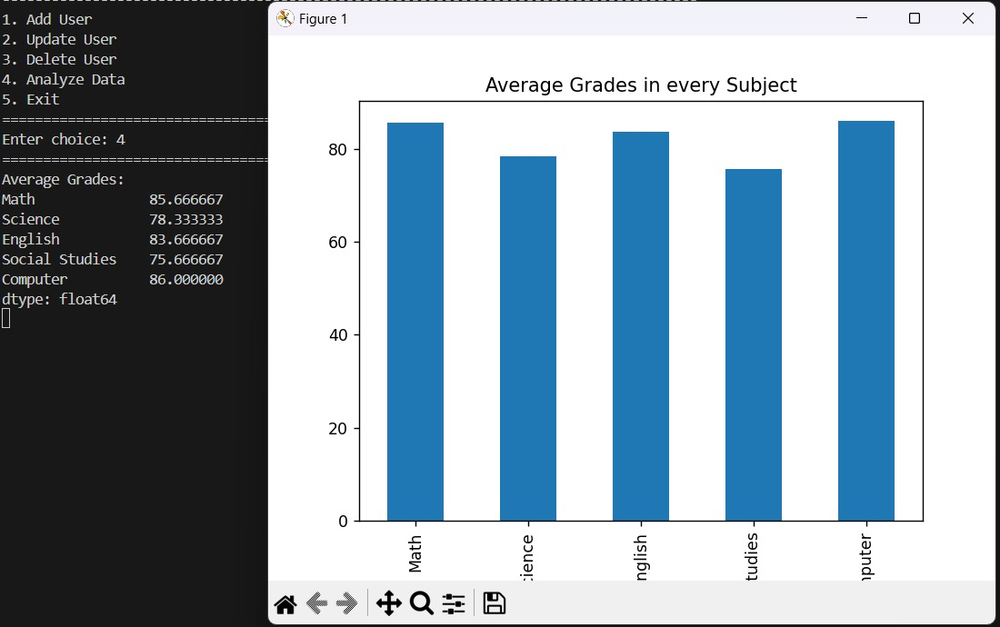 1. Add User
2. Update User
3. Delete User
4. Analyze Data
5. Exit
Enter choice: 4
Average Grades:
Math 85.666667
Science 78.333333
English 83.666667
Social Studies 75.666667
Computer 86.000000
dtype: float64
Figure 1
Average Grades in every Subject
80
60
40
20
0
Math
cience
nglish
tudies
puter